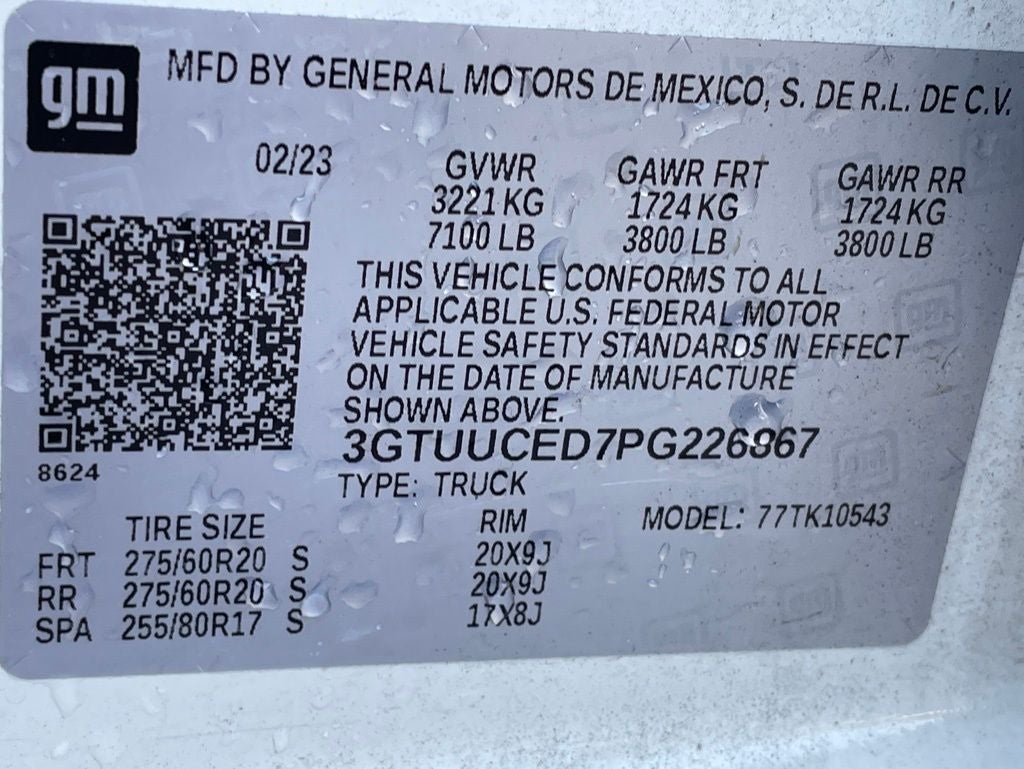 gm
MFD BY GENERAL MOTORS DE MEXICO, S. DE R.L. DE C.V.
02/23 GVWR GAWR FRT GAWR RR
3221 KG 1724 KG 1724 KG
7100 LB 3800 LB 3800 LB
THIS VEHICLE CONFORMS TO ALL
APPLICABLE U.S. FEDERAL MOTOR
VEHICLE SAFETY STANDARDS IN EFFECT
ON THE DATE OF MANUFACTURE
SHOWN ABOVE.
3GTUUCED7PG226867
8624
TYPE: TRUCK
TIRE SIZE RIM MODEL: 77TK10543
FRT 275/60R20 S 20X9J
RR 275/60R20 S 20X9J
SPA 255/80R17 S 17X8J